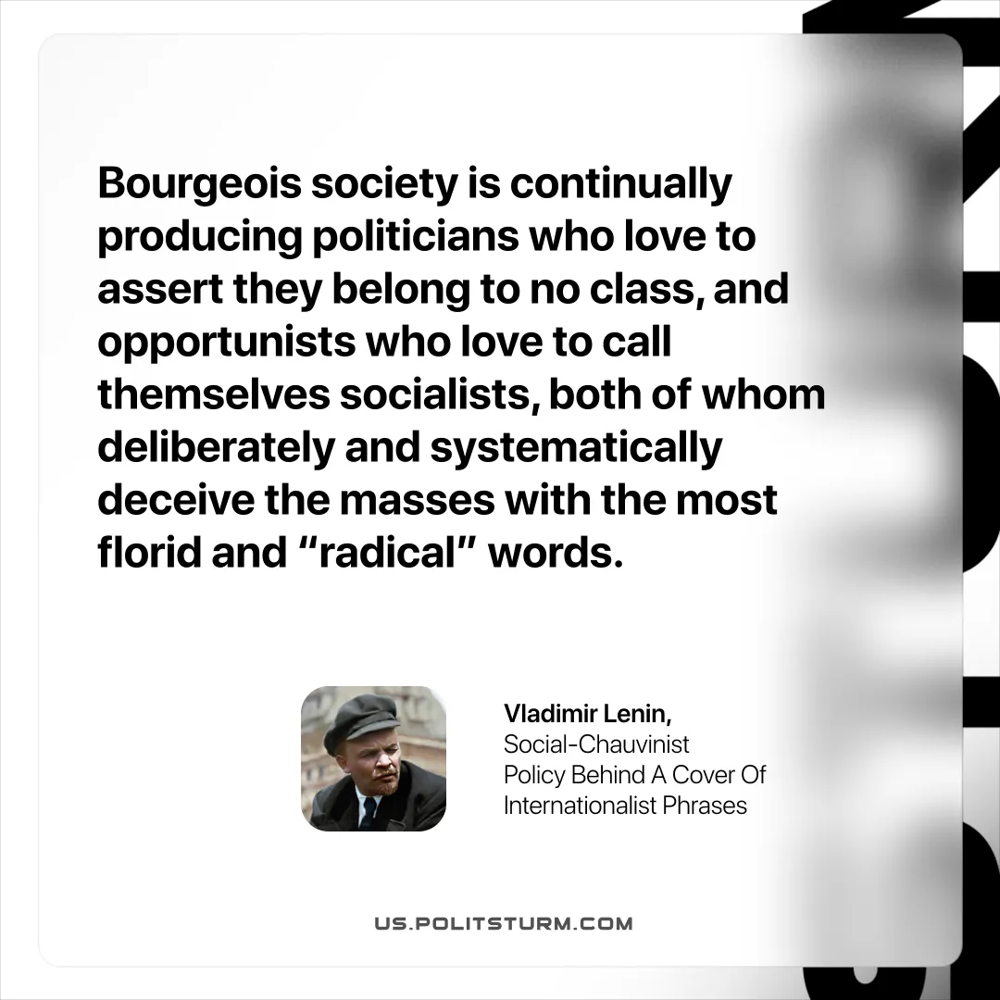 Bourgeois society is continually
producing politicians who love to
assert they belong to no class, and
opportunists who love to call
themselves socialists, both of whom
deliberately and systematically
deceive the masses with the most
florid and “radical” words.
Vladimir Lenin,
Social-Chauvinist
Policy Behind A Cover Of
Internationalist Phrases
US.POLITSTURM.COM